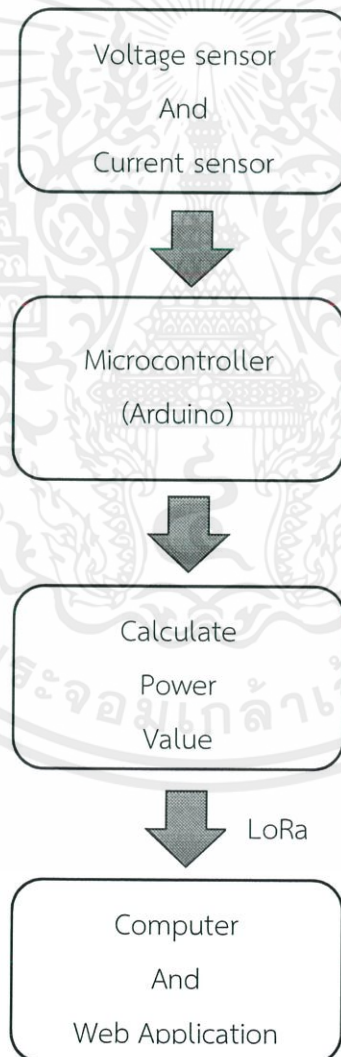 Voltage sensor
And
Current sensor
Microcontroller
(Arduino)
Calculate
Power
Value
LoRa
Computer
And
Web Application